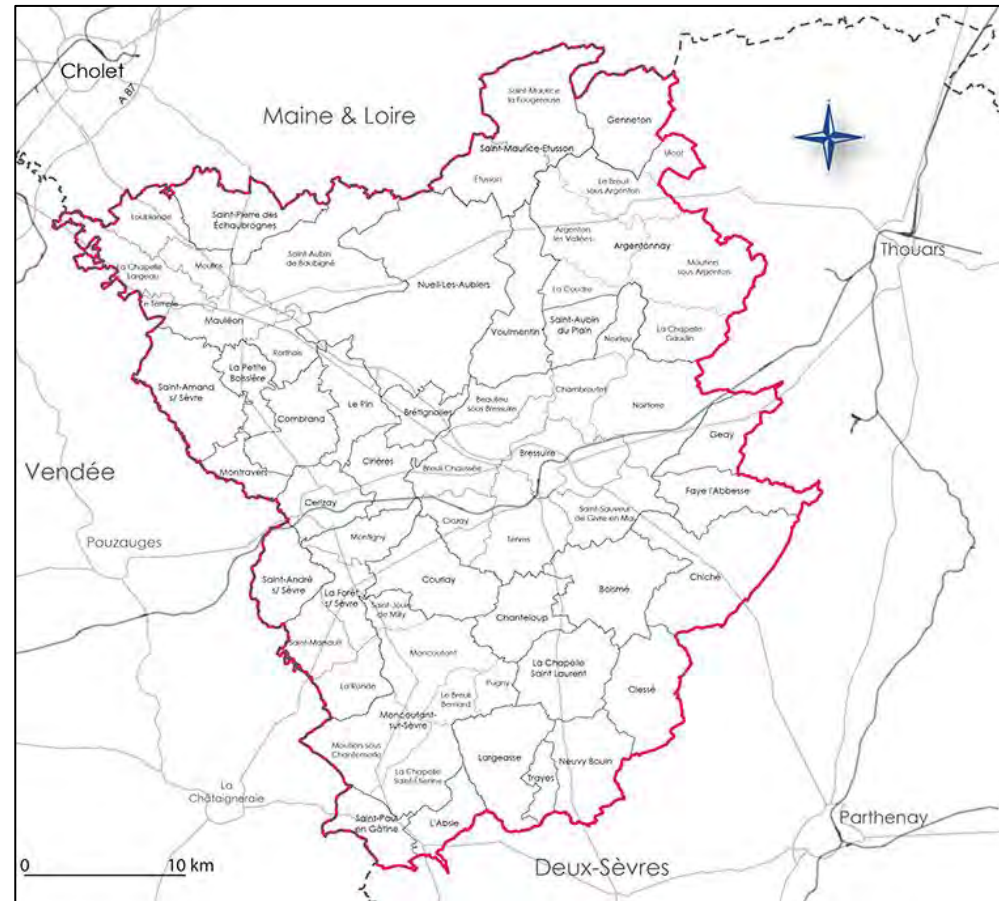 Cholet
A 87
Maine & Loire
Saint-Maurice
la Fougereuse
Genneton
Saint-Maurice-Etusson
Ulcot
Etusson
Le Breuil
sous Argenton
Loublande
Saint-Pierre des
Échaubrognes
Argenton
les Vallées
Argentonnay
Thouars
Saint-Aubin
de Baubigné
La Chapelle
Largeau
Moulins
Moutiers
sous Argenton
Nueil-Les-Aubiers
La Coudre
Le Temple
Mauléon
Voulmentin
Saint-Aubin
du Plain
Noirlieu
La Chapelle
Gaudin
Rorthais
La Petite
Boissière
Saint-Amand
s/ Sèvre
Le Pin
Beaulieu
sous Bressuire
Chambroutet
Noirterre
Combrand
Brétignolles
Geay
Vendée
Montravers
Cirières
Breuil Chaussée
Bressuire
Faye l'Abbesse
Cerizay
Saint-Sauveur
de Givre en Mai
Clazay
Pouzauges
Montigny
Terves
Saint-André
s/ Sèvre
La Forêt
s/ Sèvre
Courlay
Boismé
Chiché
Saint-Jouin
de Milly
Chanteloup
Saint-Marsault
Moncoutant
La Chapelle
Saint Laurent
Clessé
La Ronde
Pugny
Le Breuil
Bernard
Moncoutant-
sur-Sèvre
Moutiers sous
Chantemerle
Largeasse
Neuvy Bouin
La Chapelle
Saint-Étienne
Trayes
La
Châtaigneraie
Saint-Paul
en Gâtine
L'Absie
Parthenay
0
10 km
Deux-Sèvres